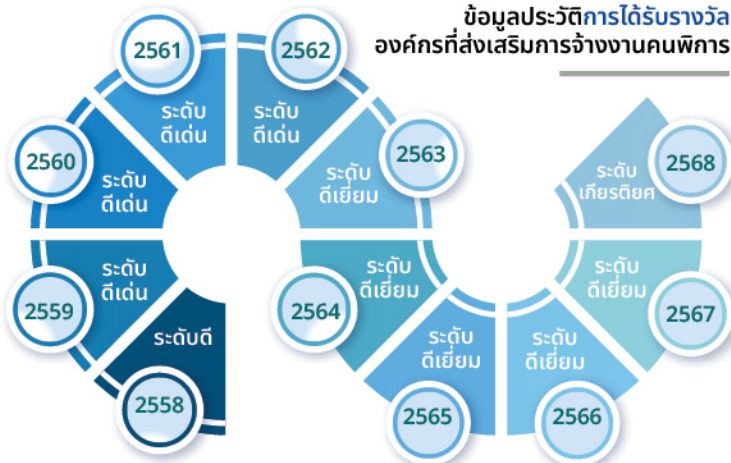 ข้อมูลประวัติการได้รับรางวัล
องค์กรที่ส่งเสริมการจ้างงานคนพิการ
2558
ระดับดี
2559
ระดับ
ดีเด่น
2560
ระดับ
ดีเด่น
2561
ระดับ
ดีเด่น
2562
ระดับ
ดีเด่น
2563
ระดับ
ดีเยี่ยม
2564
ระดับ
ดีเยี่ยม
2565
ระดับ
ดีเยี่ยม
2566
ระดับ
ดีเยี่ยม
2567
ระดับ
ดีเยี่ยม
2568
ระดับ
เกียรติยศ